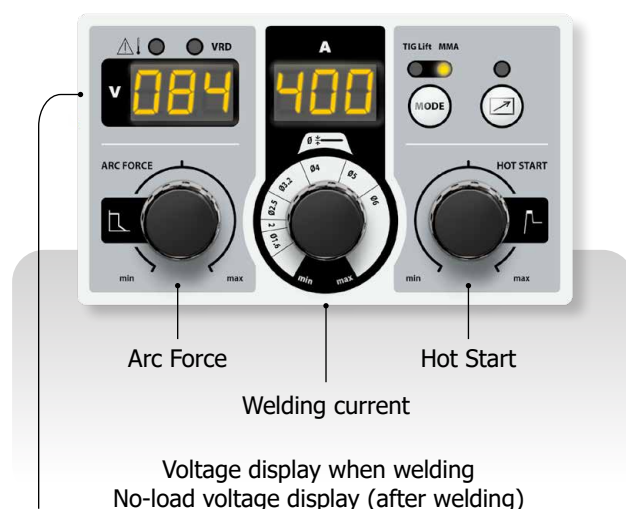 VRD
A
TIG Lift MMA
V
084
400
MODE
ARC FORCE
Ø
HOT START
Ø1.6
2
Ø2.5
Ø3.2
Ø4
Ø5
Ø6
min
max
min
max
min
max
Arc Force
Hot Start
Welding current
Voltage display when welding
No-load voltage display (after welding)